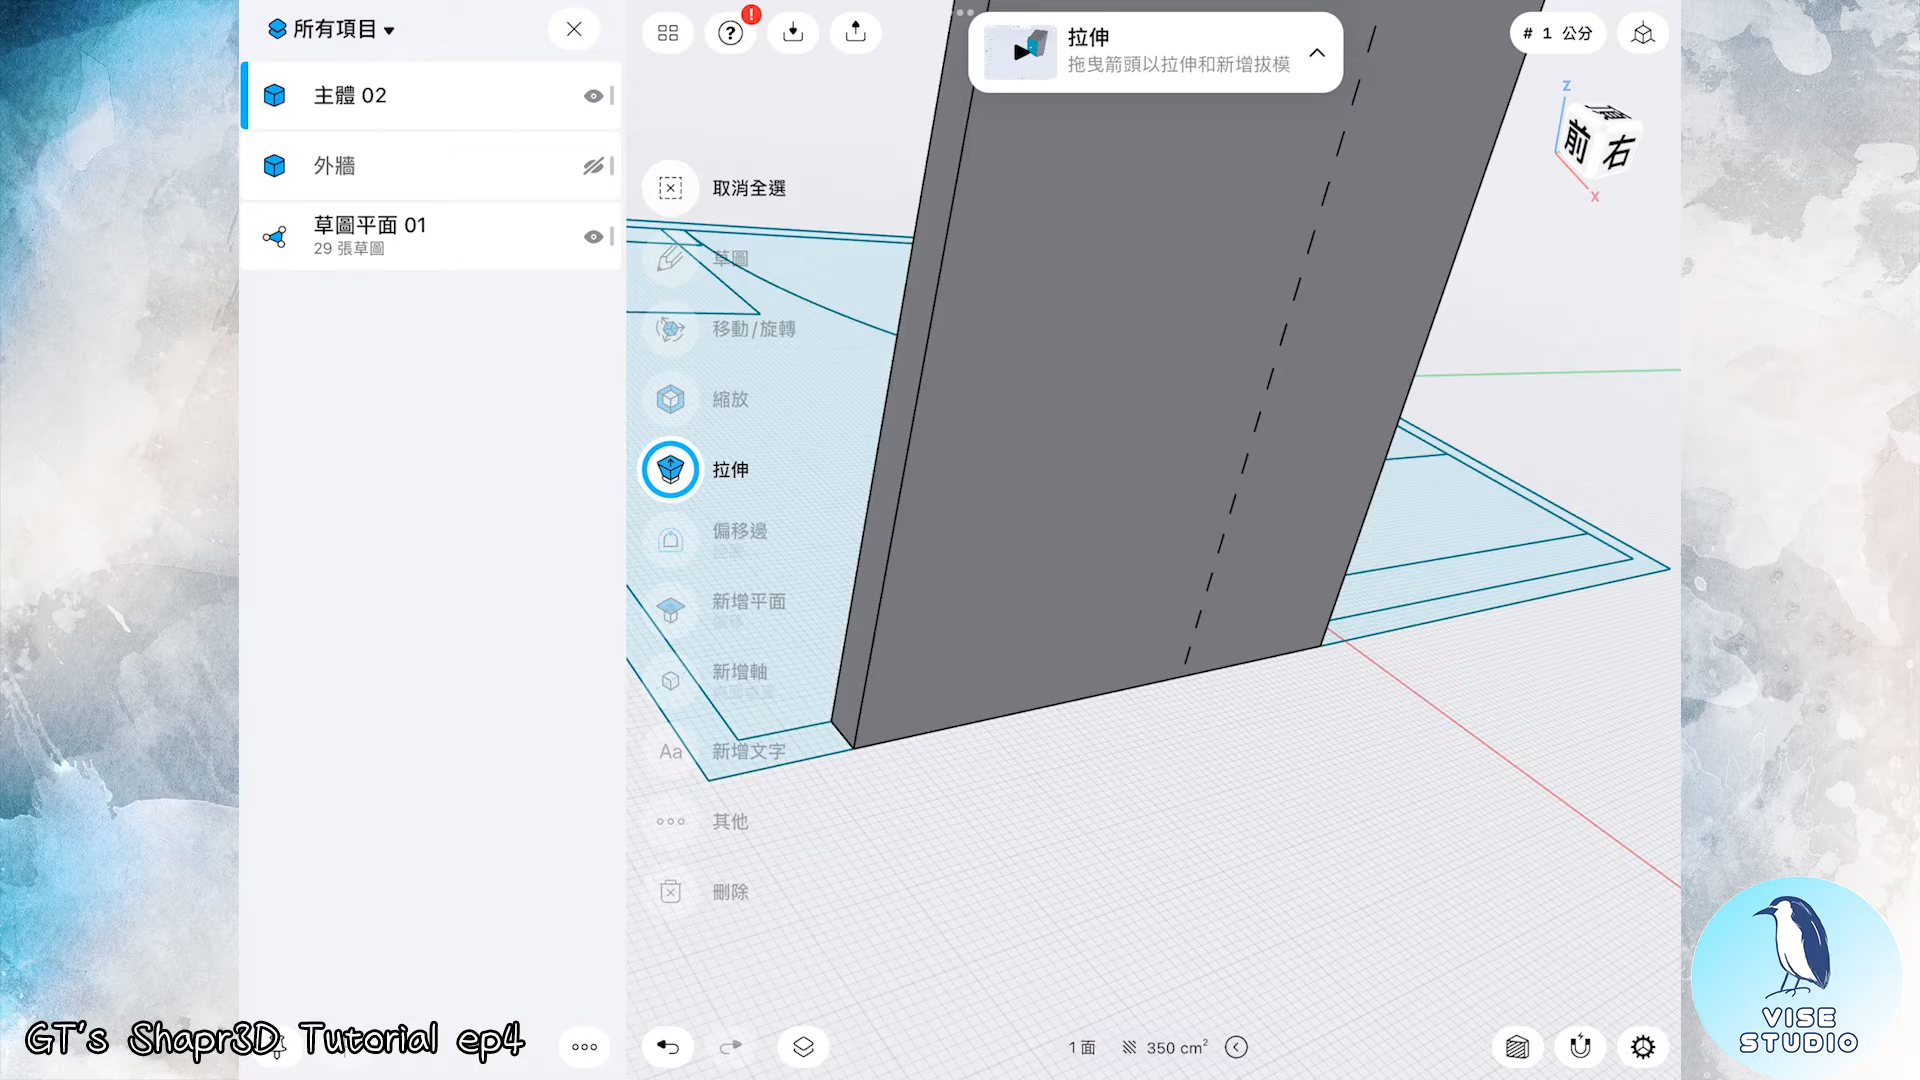 所有項目
主體 02
外牆
草圖平面 01
29 張草圖
拉伸
拖曳箭頭以拉伸和新增拔模
# 1 公分
Z
頂
前
右
X
取消全選
草圖
移動/旋轉
縮放
拉伸
偏移邊
新增平面
新增軸
Aa 新增文字
其他
刪除
1 面
350 cm²
GT's Shapr3D Tutorial ep4
VISE
STUDIO